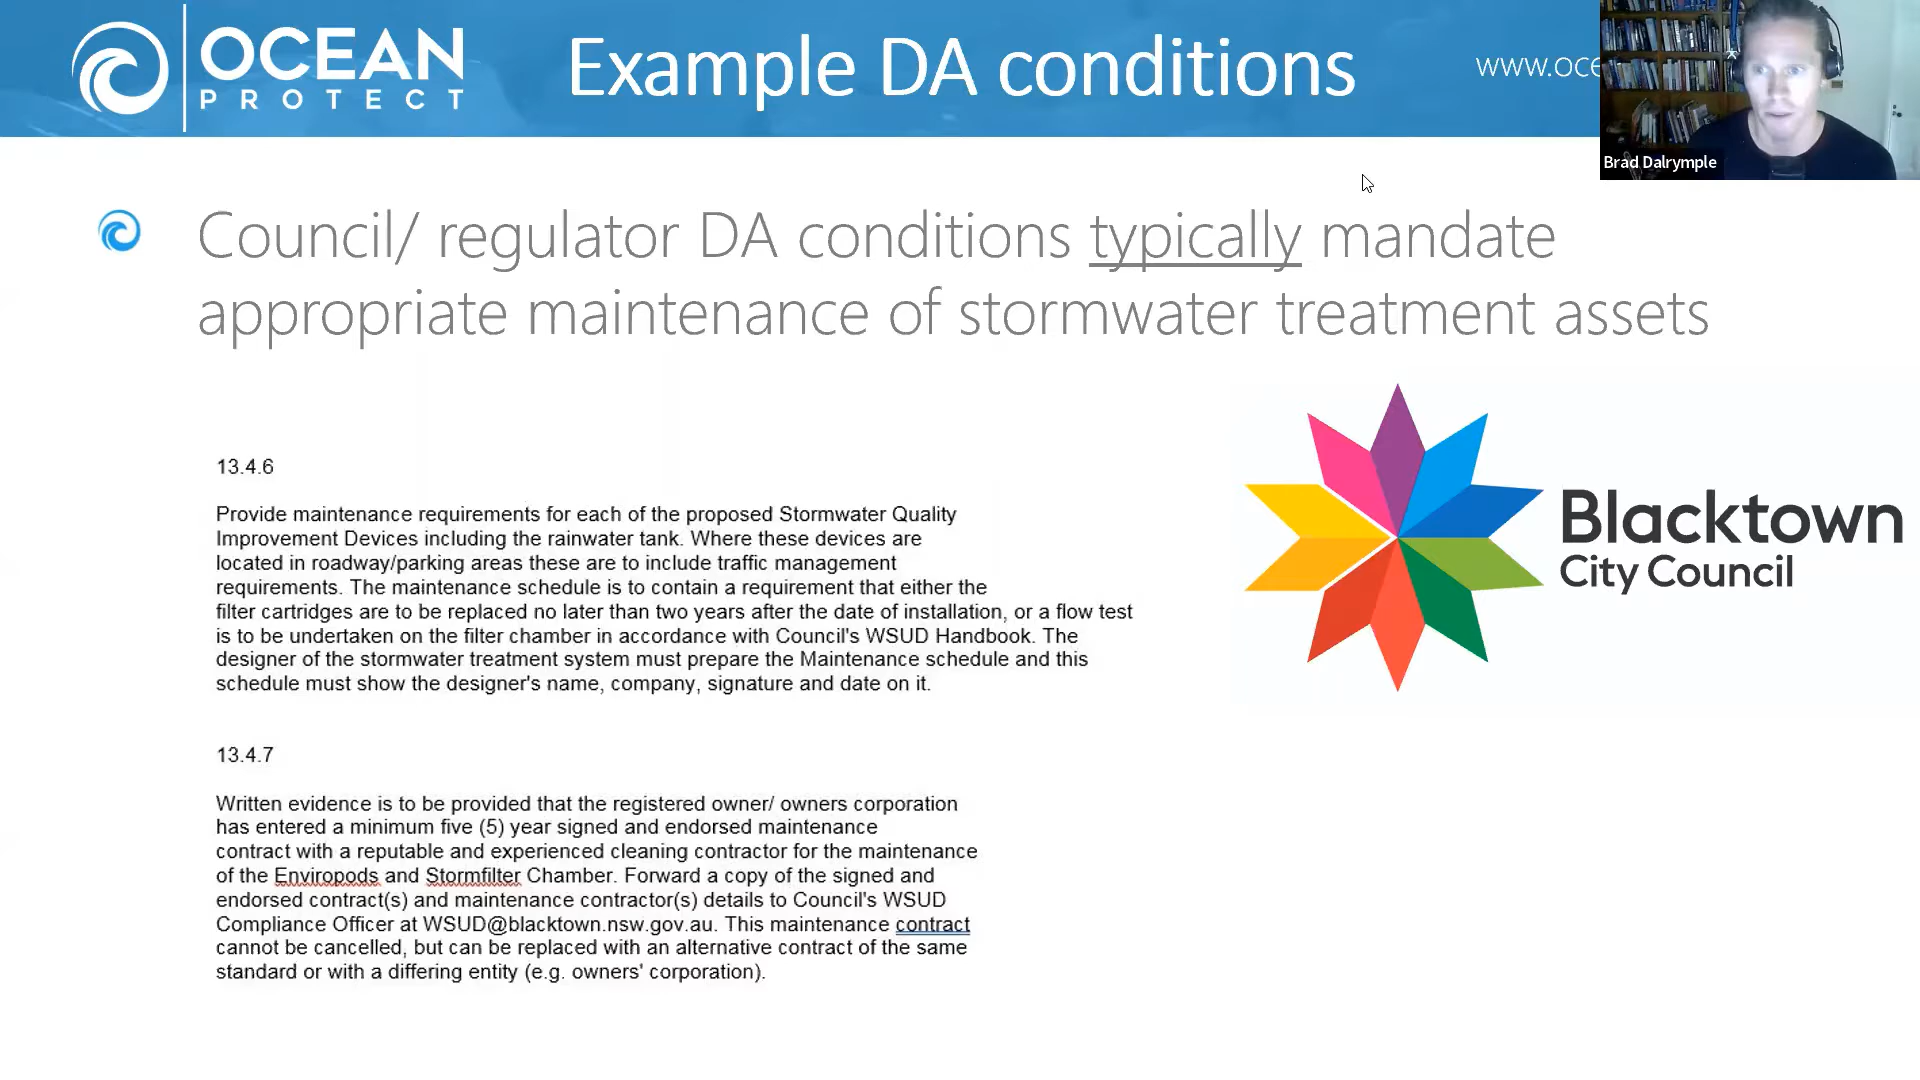 OCEAN
PROTECT
Example DA conditions
www.oce
Brad Dalrymple
Council/ regulator DA conditions typically mandate
appropriate maintenance of stormwater treatment assets
13.4.6
Provide maintenance requirements for each of the proposed Stormwater Quality
Improvement Devices including the rainwater tank. Where these devices are
located in roadway/parking areas these are to include traffic management
requirements. The maintenance schedule is to contain a requirement that either the
filter cartridges are to be replaced no later than two years after the date of installation, or a flow test
is to be undertaken on the filter chamber in accordance with Council's WSUD Handbook. The
designer of the stormwater treatment system must prepare the Maintenance schedule and this
schedule must show the designer's name, company, signature and date on it.
Blacktown
City Council
13.4.7
Written evidence is to be provided that the registered owner/ owners corporation
has entered a minimum five (5) year signed and endorsed maintenance
contract with a reputable and experienced cleaning contractor for the maintenance
of the Enviropods and Stormfilter Chamber. Forward a copy of the signed and
endorsed contract(s) and maintenance contractor(s) details to Council's WSUD
Compliance Officer at WSUD@blacktown.nsw.gov.au. This maintenance contract
cannot be cancelled, but can be replaced with an alternative contract of the same
standard or with a differing entity (e.g. owners' corporation).